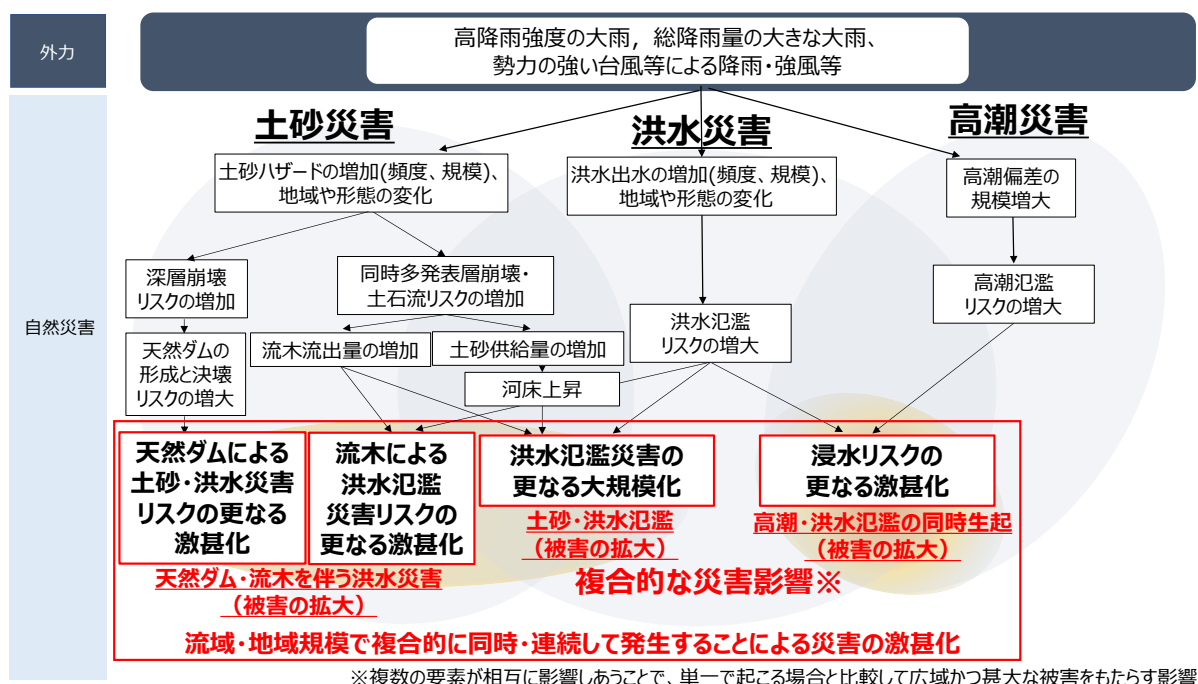 外力
高降雨強度の大雨，総降雨量の大きな大雨、
勢力の強い台風等による降雨・強風等
自然災害
土砂災害
洪水災害
高潮災害
土砂ハザードの増加(頻度、規模)、
地域や形態の変化
洪水出水の増加(頻度、規模)、
地域や形態の変化
高潮偏差の
規模増大
深層崩壊
リスクの増加
同時多発表層崩壊・
土石流リスクの増加
高潮氾濫
リスクの増大
洪水氾濫
リスクの増大
天然ダムの
形成と決壊
リスクの増大
流木流出量の増加
土砂供給量の増加
河床上昇
天然ダムによる
土砂・洪水災害
リスクの更なる
激甚化
流木による
洪水氾濫
災害リスクの
更なる激甚化
洪水氾濫災害の
更なる大規模化
浸水リスクの
更なる激甚化
土砂・洪水氾濫
（被害の拡大）
高潮・洪水氾濫の同時生起
（被害の拡大）
天然ダム・流木を伴う洪水災害
（被害の拡大）
複合的な災害影響※
流域・地域規模で複合的に同時・連続して発生することによる災害の激甚化
※複数の要素が相互に影響しあうことで、単一で起こる場合と比較して広域かつ甚大な被害をもたらす影響